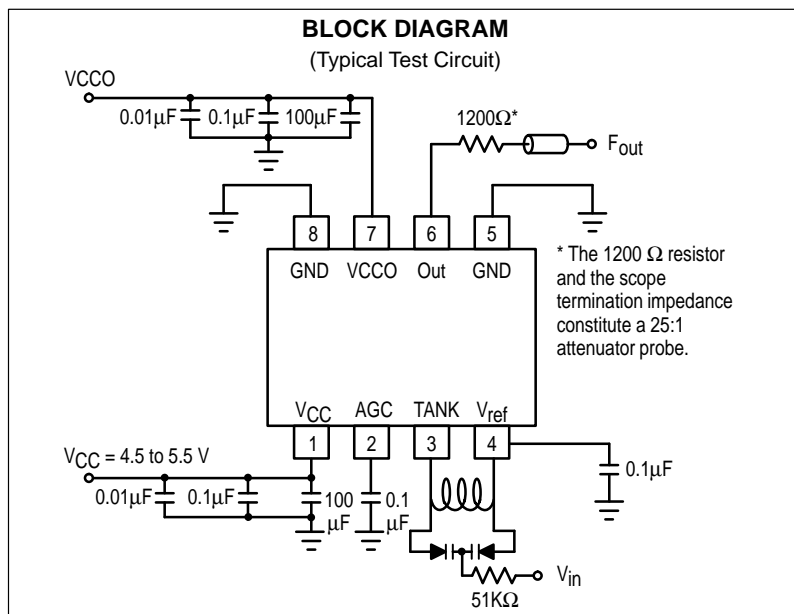 BLOCK DIAGRAM
(Typical Test Circuit)
VCCO
0.01μF
0.1μF
100μF
1200Ω*
Fout
8
7
6
5
GND
VCCO
Out
GND
* The 1200 Ω resistor
and the scope
termination impedance
constitute a 25:1
attenuator probe.
VCC
AGC
TANK
Vref
1
2
3
4
VCC = 4.5 to 5.5 V
0.01μF
0.1μF
100
μF
0.1
μF
0.1μF
Vin
51KΩ